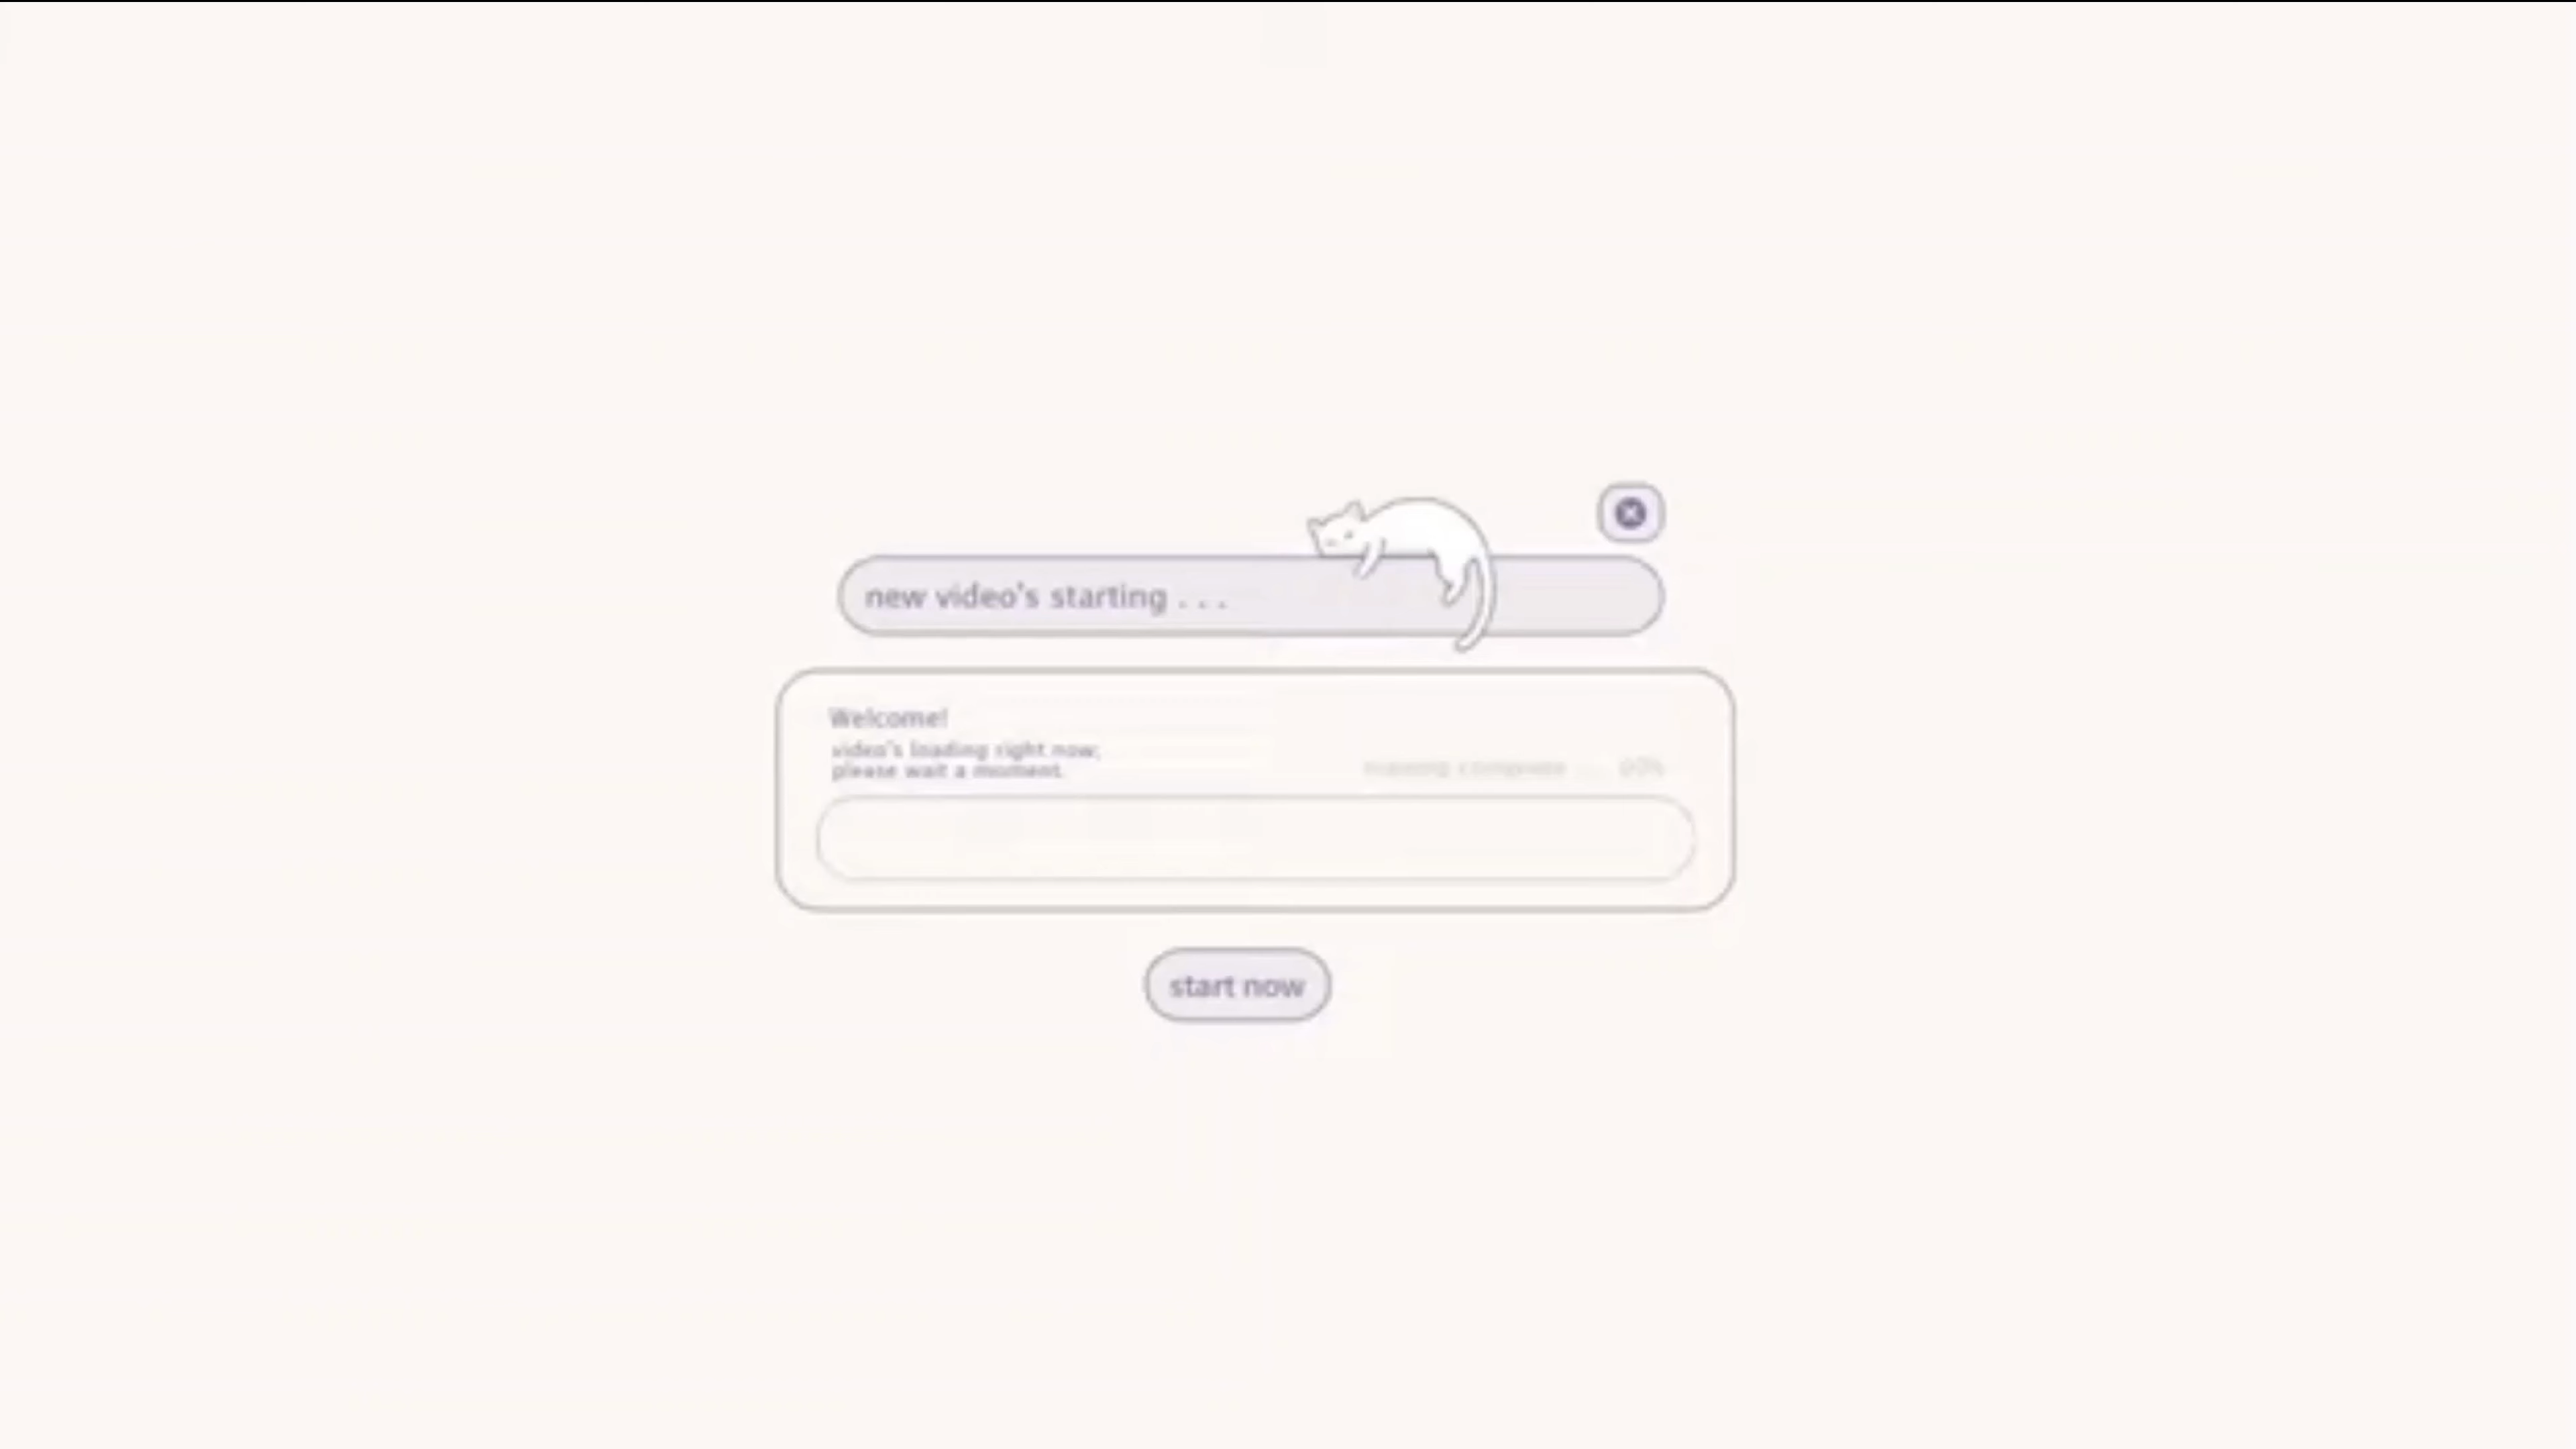 new video's starting . . .
Welcome!
video's loading right now;
please wait a moment.
start now